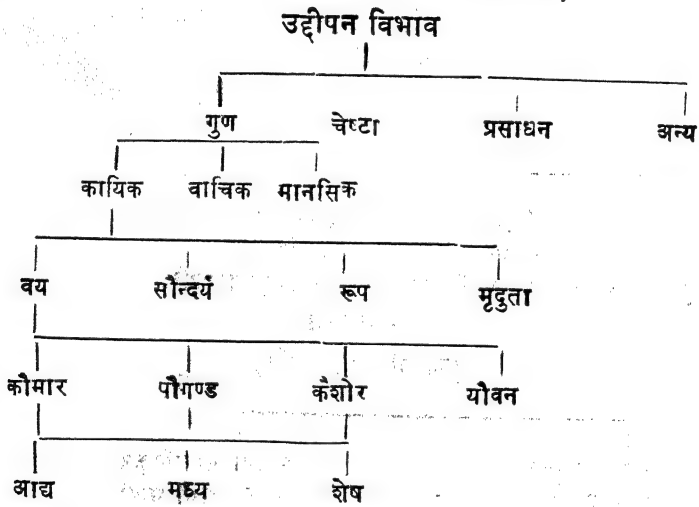 उद्दीपन विभाव
गुण चेष्टा प्रसाधन अन्य
कायिक वाचिक मानसिक
वय सौन्दर्य रूप मृदुता
कौमार पौगण्ड कैशोर यौवन
आद्य मध्य शेष